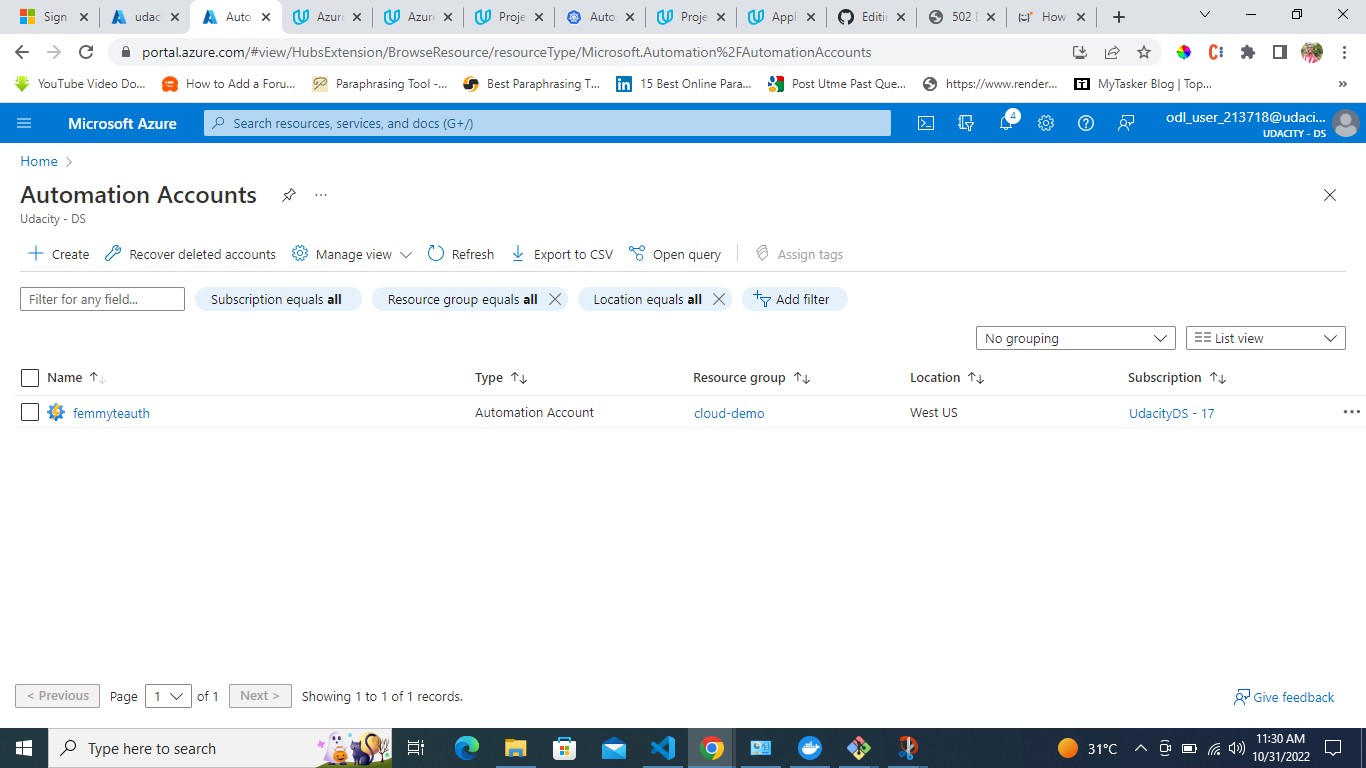 Sign udac Auto Azure Azure Proje Auto Proje Appl Editi 502 E How
portal.azure.com/#view/HubsExtension/BrowseResource/resourceType/Microsoft.Automation%2FAutomationAccounts
YouTube Video Do... How to Add a Foru... Paraphrasing Tool -... Best Paraphrasing T... 15 Best Online Para... Post Utme Past Que... https://www.render... MyTasker Blog | Top... »
Microsoft Azure Search resources, services, and docs (G+/) 4 odl_user_213718@udaci...
UDACITY - DS
Home >
Automation Accounts ...
Udacity - DS
+ Create Recover deleted accounts Manage view Refresh Export to CSV Open query Assign tags
Filter for any field... Subscription equals all Resource group equals all Location equals all Add filter
No grouping List view
Name Type Resource group Location Subscription
femmyteauth Automation Account cloud-demo West US UdacityDS - 17 ...
< Previous Page 1 of 1 Next > Showing 1 to 1 of 1 records. Give feedback
Type here to search 31°C 11:30 AM
10/31/2022